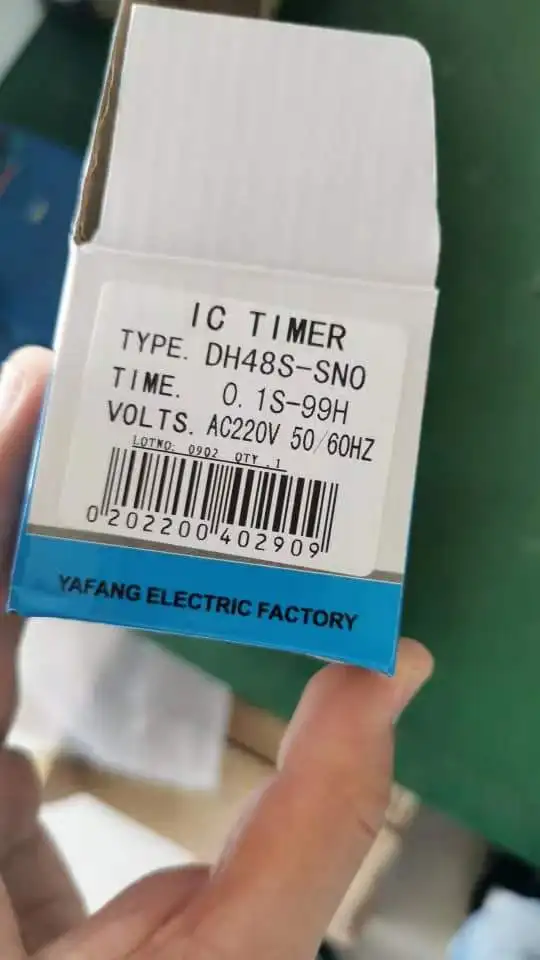 IC TIMER
TYPE. DH48S-SNO
TIME. 0.1S-99H
VOLTS. AC220V 50/60HZ
LOTNO: 0902 QTY .1
0202200402909
YAFANG ELECTRIC FACTORY